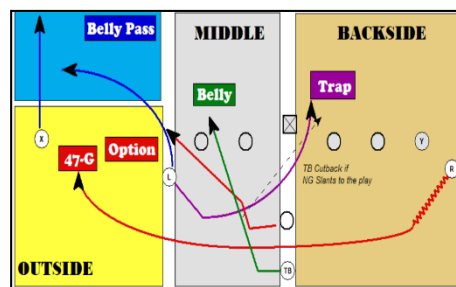 Belly Pass
MIDDLE
BACKSIDE
Belly
Trap
X
47-G
Option
L
Y
R
TB Cutback if
NG Slants to the play
OUTSIDE
TB